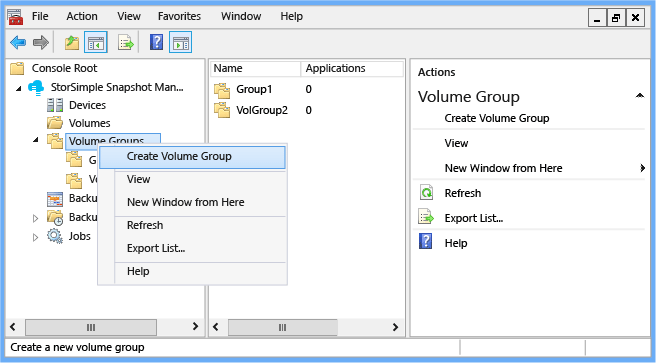 File Action View Favorites Window Help
Console Root
StorSimple Snapshot Man...
Devices
Volumes
Volume Groups
G
Vo
Backu
Backu
Jobs
Create Volume Group
View
New Window from Here
Refresh
Export List...
Help
Name Applications
Group1 0
VolGroup2 0
Actions
Volume Group
Create Volume Group
View
New Window from Here
Refresh
Export List...
Help
Create a new volume group